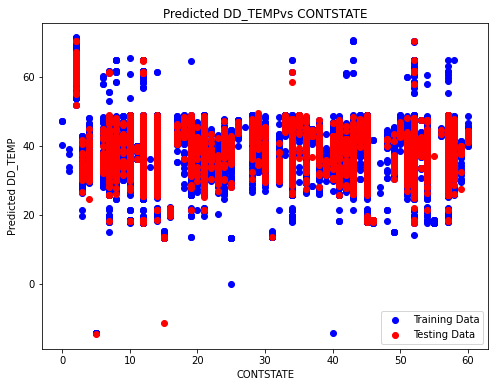 Predicted DD_TEMPvs CONTSTATE
Predicted DD_TEMP
60
40
20
0
0
10
20
30
40
50
60
CONTSTATE
Training Data
Testing Data